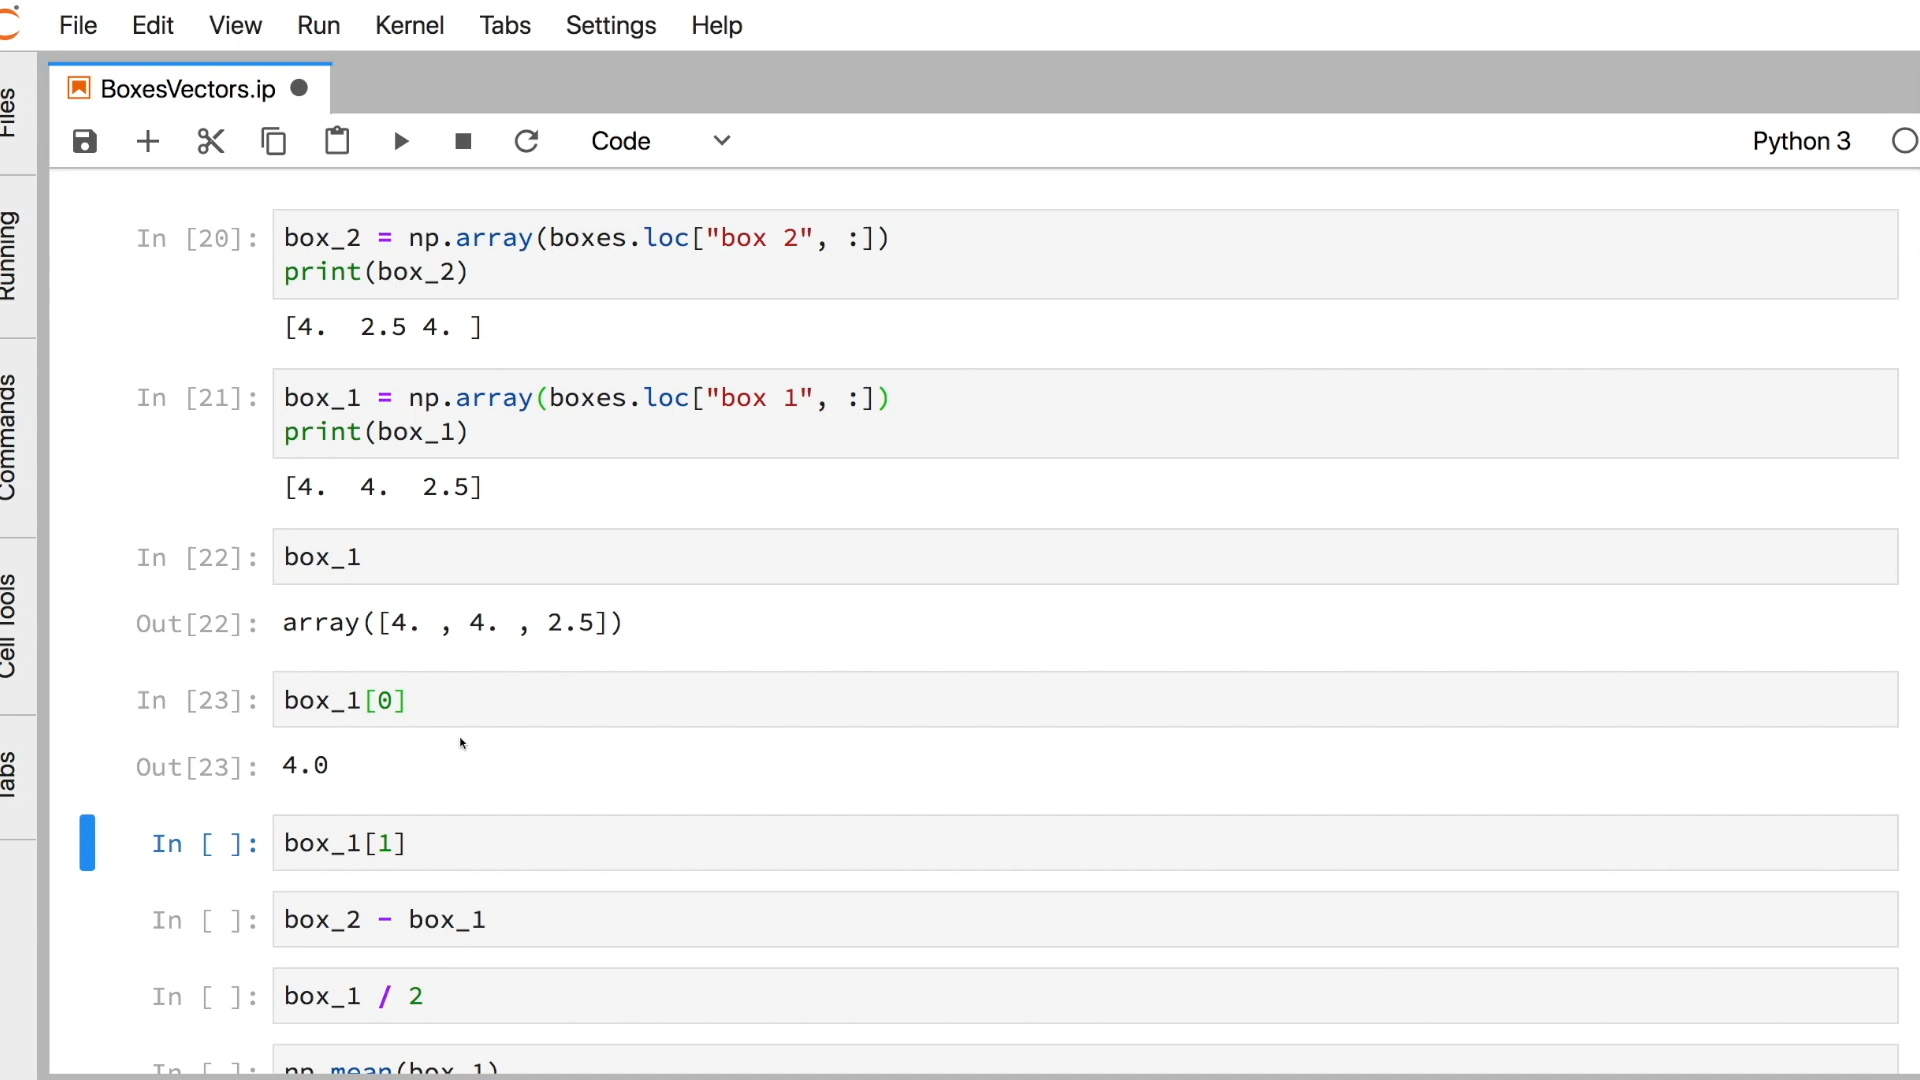 File Edit View Run Kernel Tabs Settings Help
Files
Running
Commands
Cell Tools
Tabs
BoxesVectors.ip
Code
Python 3
In [20]: box_2 = np.array(boxes.loc["box 2", :])
print(box_2)
[4.  2.5 4. ]
In [21]: box_1 = np.array(boxes.loc["box 1", :])
print(box_1)
[4.  4.  2.5]
In [22]: box_1
Out[22]: array([4. , 4. , 2.5])
In [23]: box_1[0]
Out[23]: 4.0
In [ ]: box_1[1]
In [ ]: box_2 - box_1
In [ ]: box_1 / 2
In [ ]: np.mean(box_1)